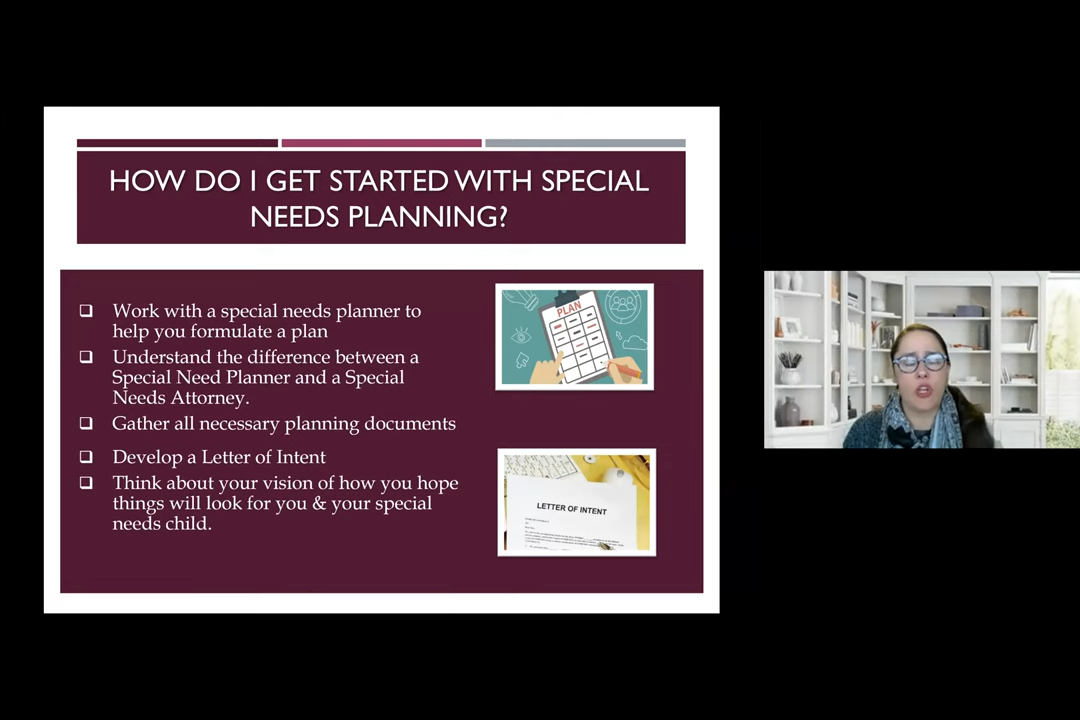 HOW DO I GET STARTED WITH SPECIAL
NEEDS PLANNING?
❑ Work with a special needs planner to
help you formulate a plan
❑ Understand the difference between a
Special Need Planner and a Special
Needs Attorney.
❑ Gather all necessary planning documents
❑ Develop a Letter of Intent
❑ Think about your vision of how you hope
things will look for you & your special
needs child.
PLAN
LETTER OF INTENT